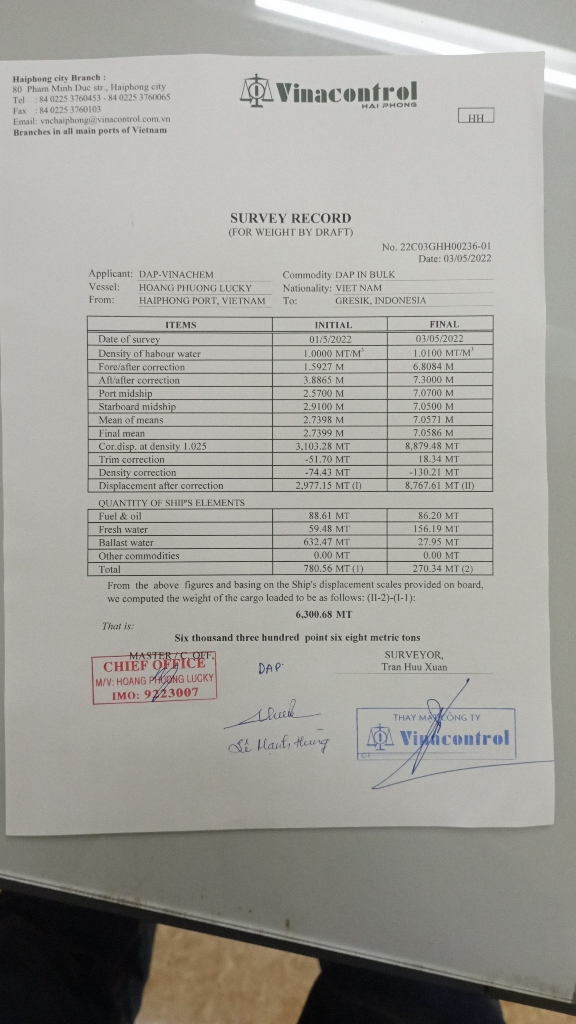 Haiphong city Branch :
80 Pham Minh Duc str., Haiphong city
Tel : 84 0225 3760453 - 84 0225 3760065
Fax : 84 0225 3760103
Email: vnchaiphong@vinacontrol.com.vn
Branches in all main ports of Vietnam
Vinacontrol
HAI PHONG
HH
SURVEY RECORD
(FOR WEIGHT BY DRAFT)
No. 22C03GHH00236-01
Date: 03/05/2022
Applicant: DAP-VINACHEM Commodity DAP IN BULK
Vessel: HOANG PHUONG LUCKY Nationality: VIET NAM
From: HAIPHONG PORT, VIETNAM To: GRESIK, INDONESIA
ITEMS INITIAL FINAL
Date of survey 01/5/2022 03/05/2022
Density of habour water 1.0000 MT/M³ 1.0100 MT/M³
Fore/after correction 1.5927 M 6.8084 M
Aft/after correction 3.8865 M 7.3000 M
Port midship 2.5700 M 7.0700 M
Starboard midship 2.9100 M 7.0500 M
Mean of means 2.7398 M 7.0571 M
Final mean 2.7399 M 7.0586 M
Cor.disp. at density 1.025 3,103.28 MT 8,879.48 MT
Trim correction -51.70 MT 18.34 MT
Density correction -74.43 MT -130.21 MT
Displacement after correction 2,977.15 MT (I) 8,767.61 MT (II)
QUANTITY OF SHIP'S ELEMENTS
Fuel & oil 88.61 MT 86.20 MT
Fresh water 59.48 MT 156.19 MT
Ballast water 632.47 MT 27.95 MT
Other commodities 0.00 MT 0.00 MT
Total 780.56 MT (1) 270.34 MT (2)
From the above figures and basing on the Ship's displacement scales provided on board,
we computed the weight of the cargo loaded to be as follows: (II-2)-(I-1):
6,300.68 MT
That is:
Six thousand three hundred point six eight metric tons
MASTER / C. OFF, SURVEYOR,
Tran Huu Xuan
CHIEF OFFICE
M/V: HOANG PHUONG LUCKY
IMO: 9223007
DAP
THAY MẶT CÔNG TY
Vinacontrol